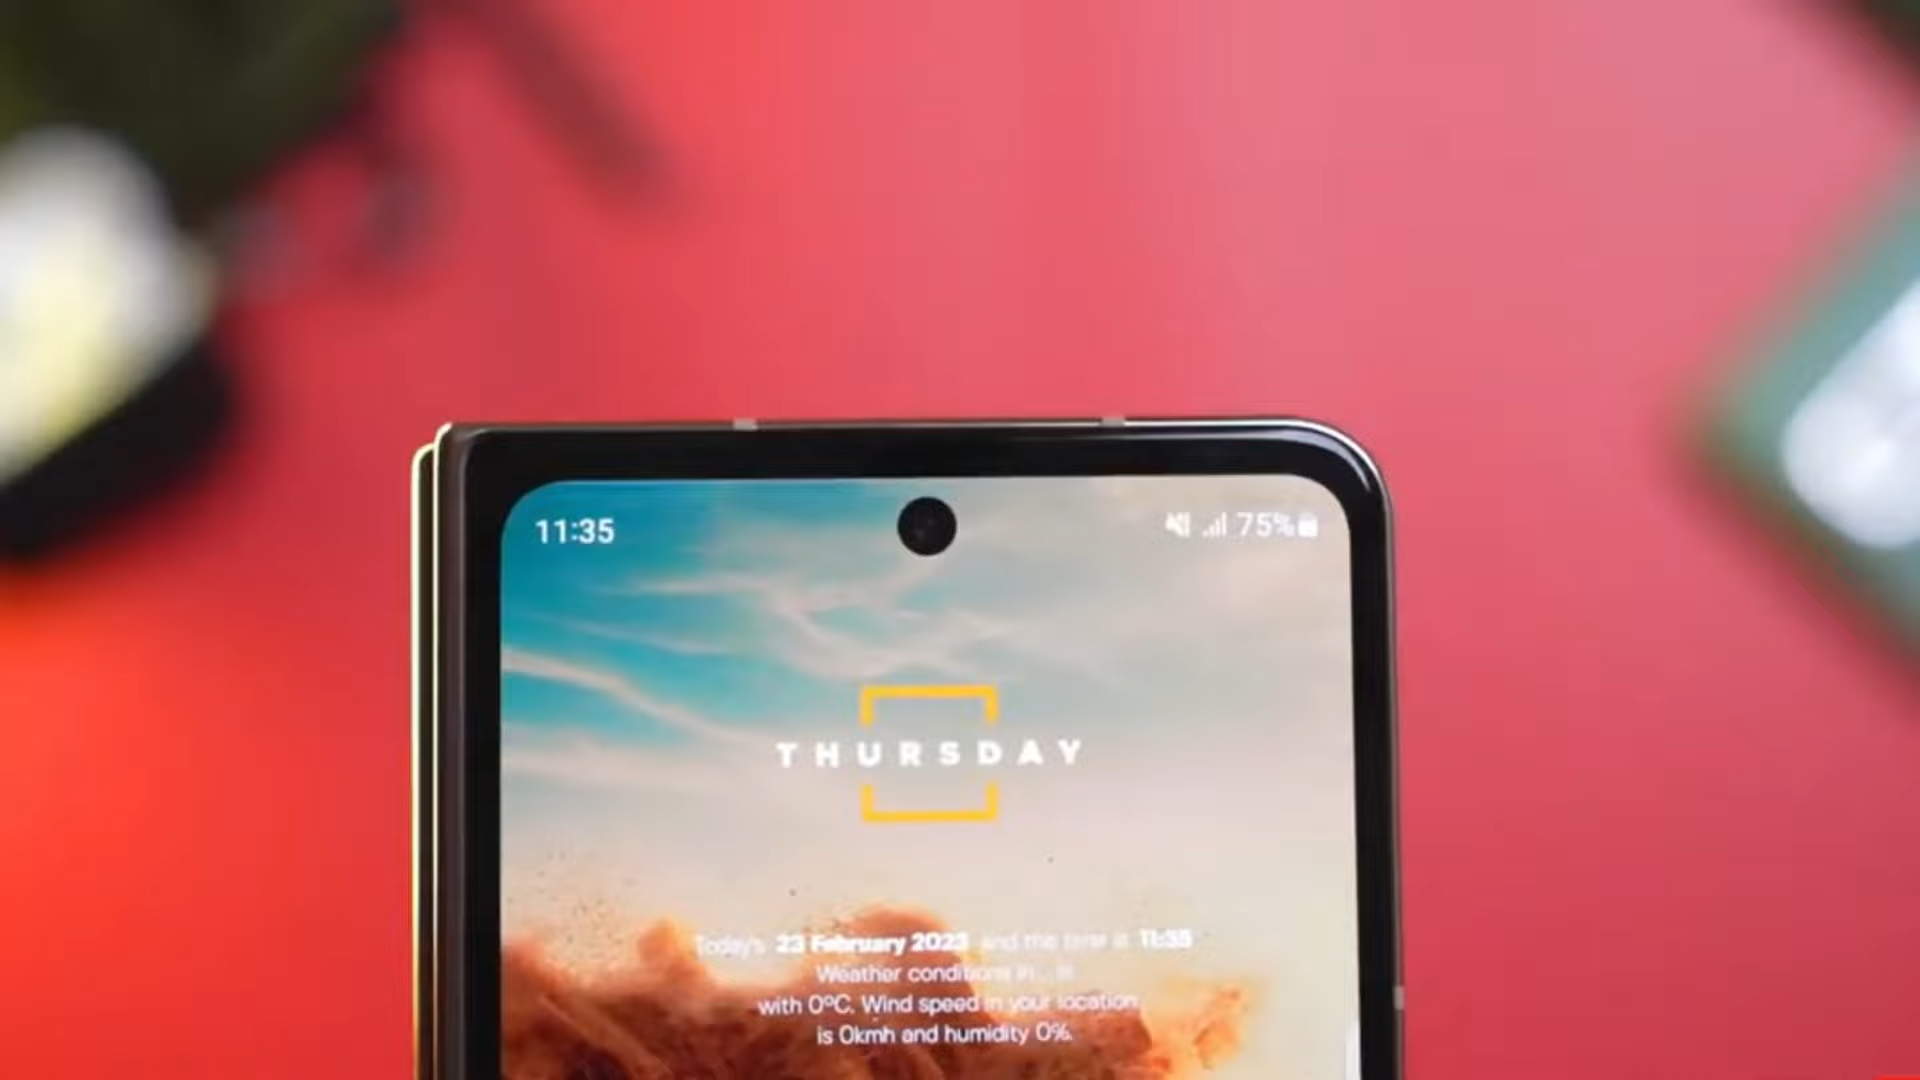 11:35
75%
THURSDAY
Today's 23 February 2023 and the time is 11:35
Weather conditions in... is
with 0°C. Wind speed in your location
is 0kmh and humidity 0%.